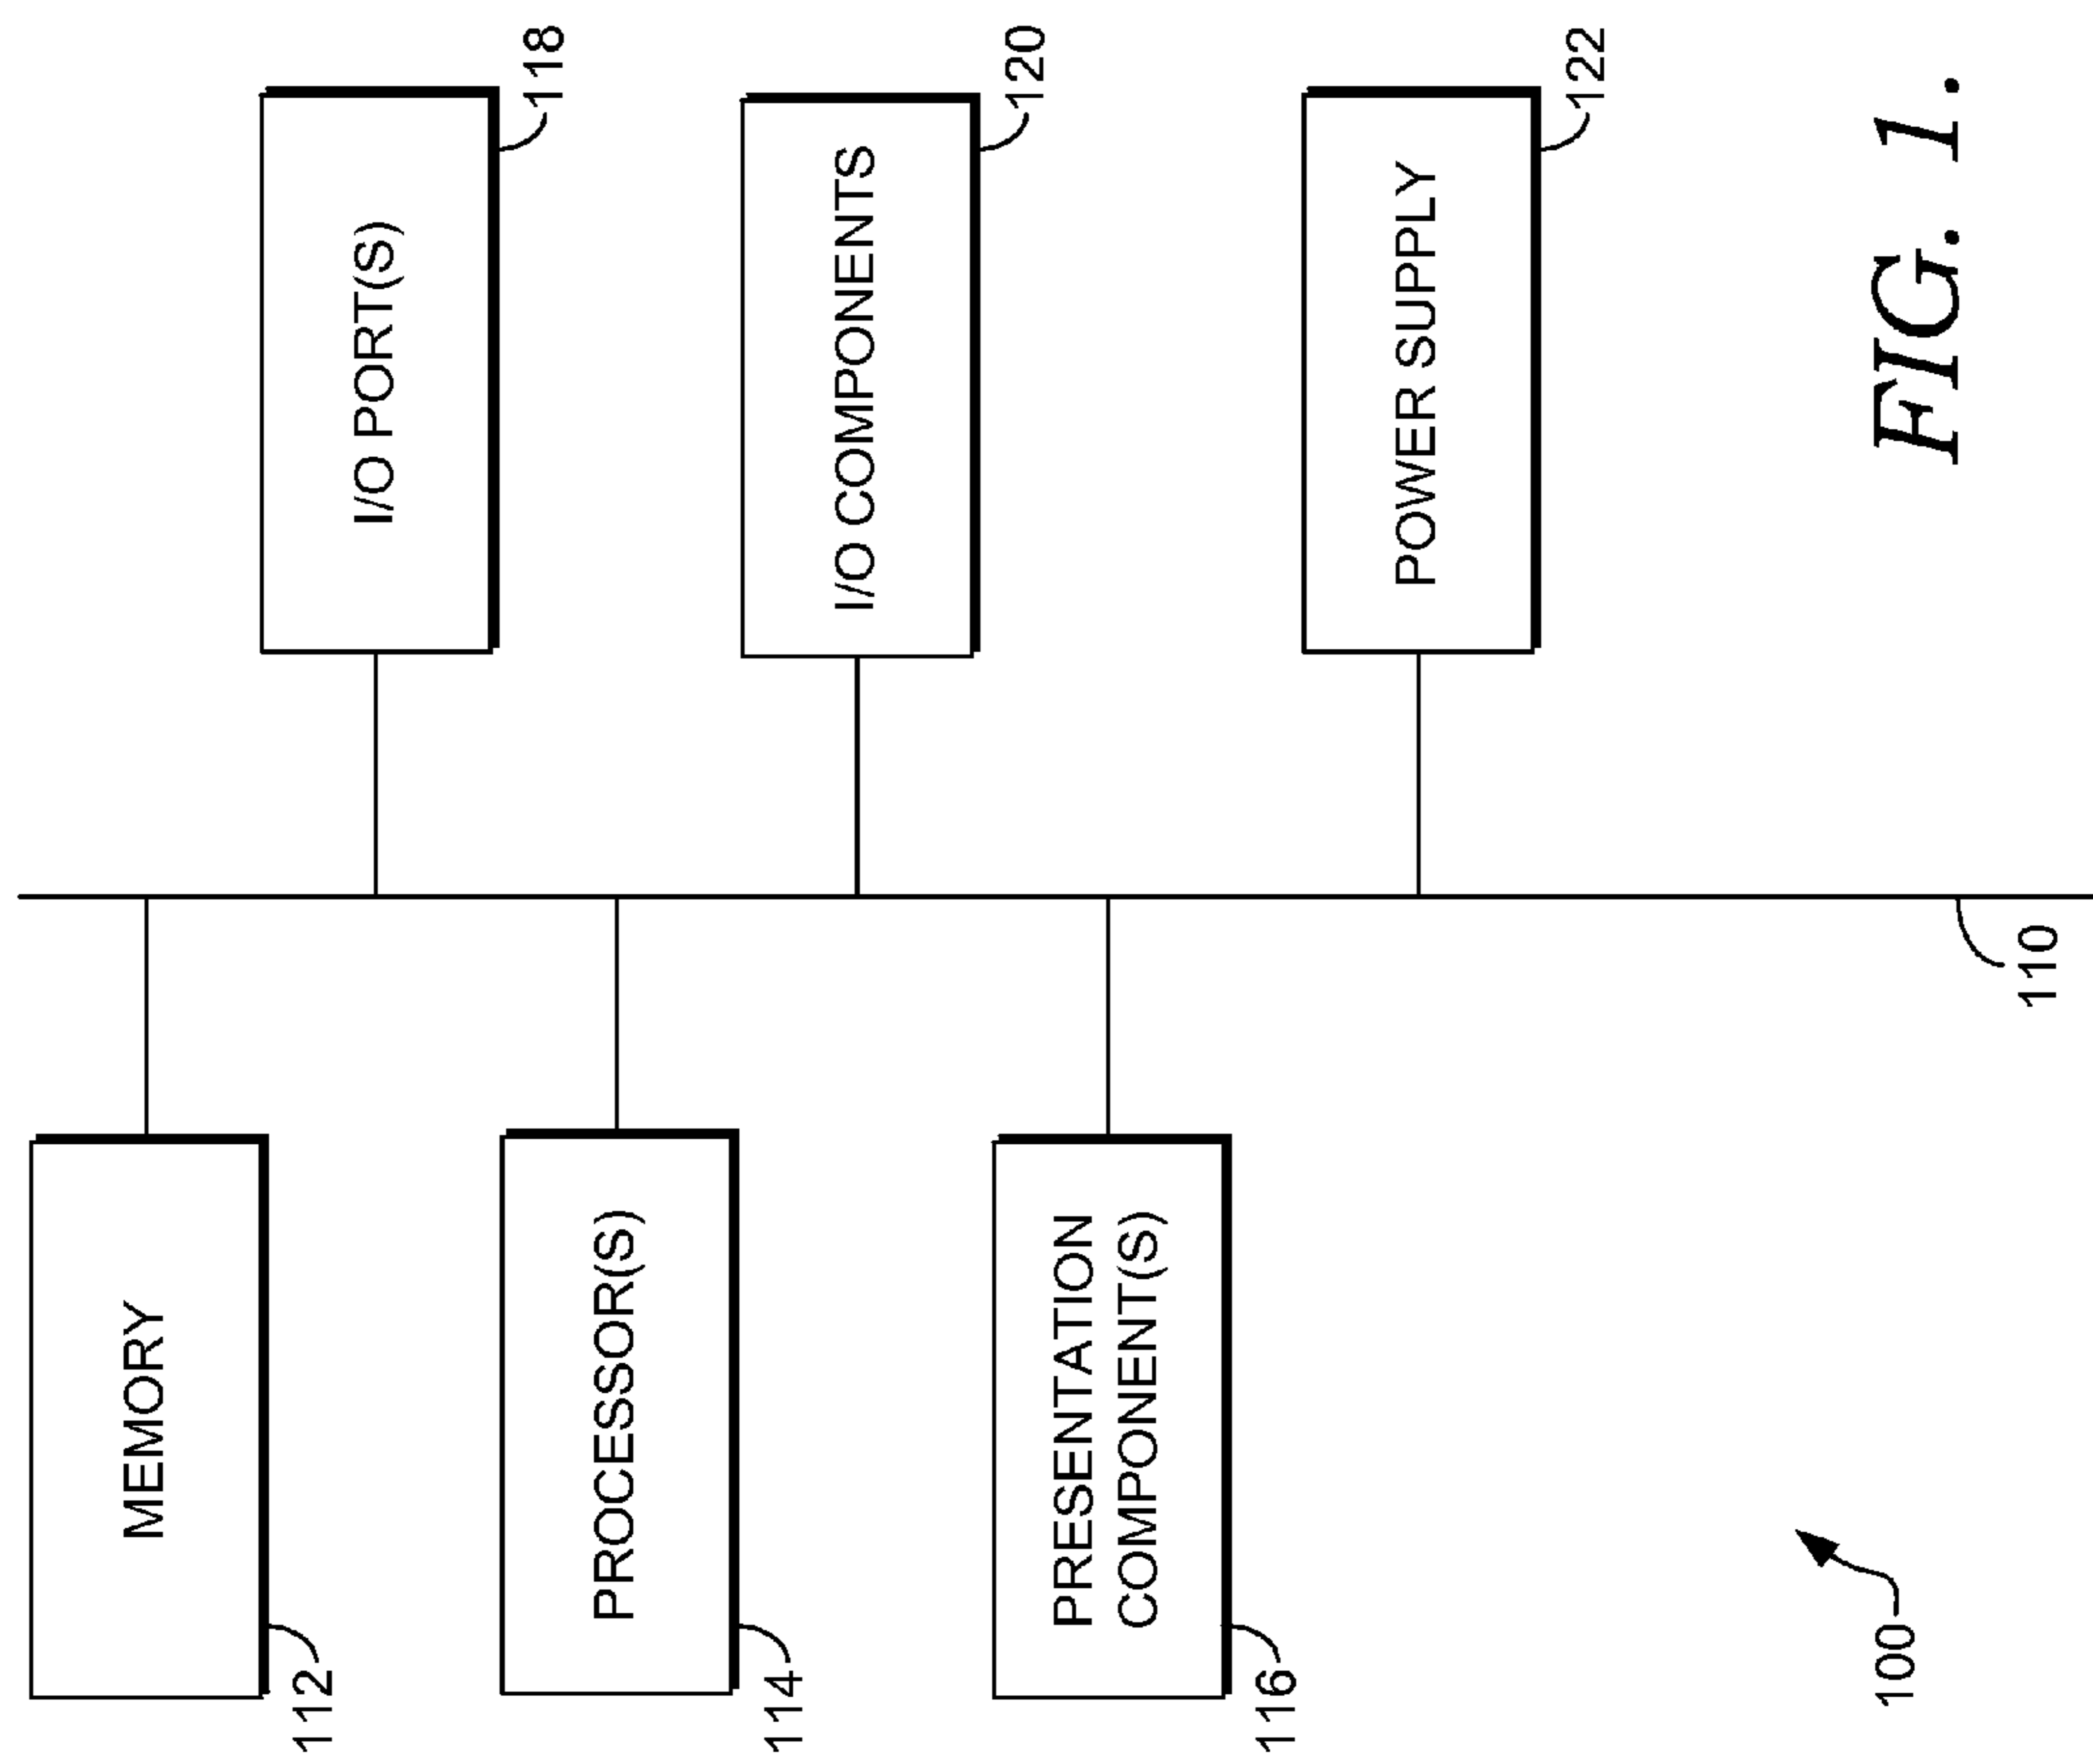 MEMORY
112
I/O PORT(S)
118
PROCESSOR(S)
114
I/O COMPONENTS
120
PRESENTATION
COMPONENT(S)
116
POWER SUPPLY
122
110
100
FIG. 1.